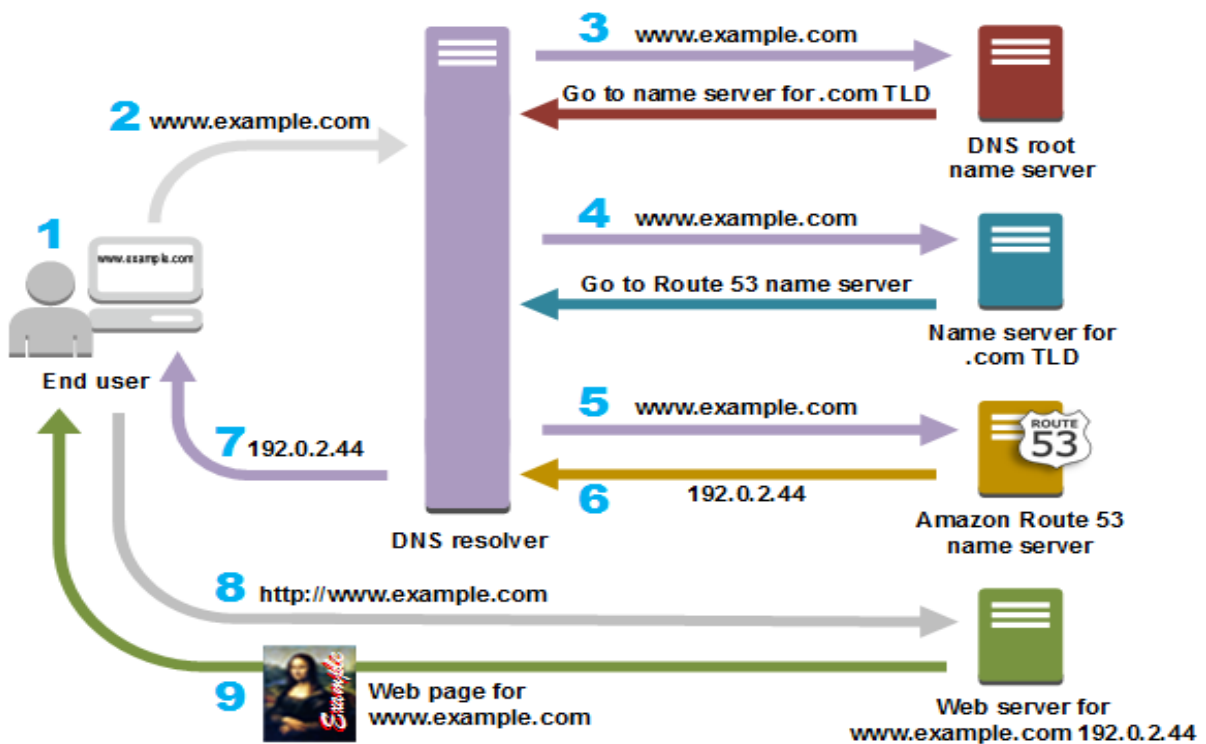 3 www.example.com
Go to name server for .com TLD
DNS root
name server
2 www.example.com
1
www.example.com
End user
4 www.example.com
Go to Route 53 name server
Name server for
.com TLD
5 www.example.com
ROUTE
53
6
192.0.2.44
Amazon Route 53
name server
7 192.0.2.44
DNS resolver
8 http://www.example.com
9
Example
Web page for
www.example.com
Web server for
www.example.com 192.0.2.44